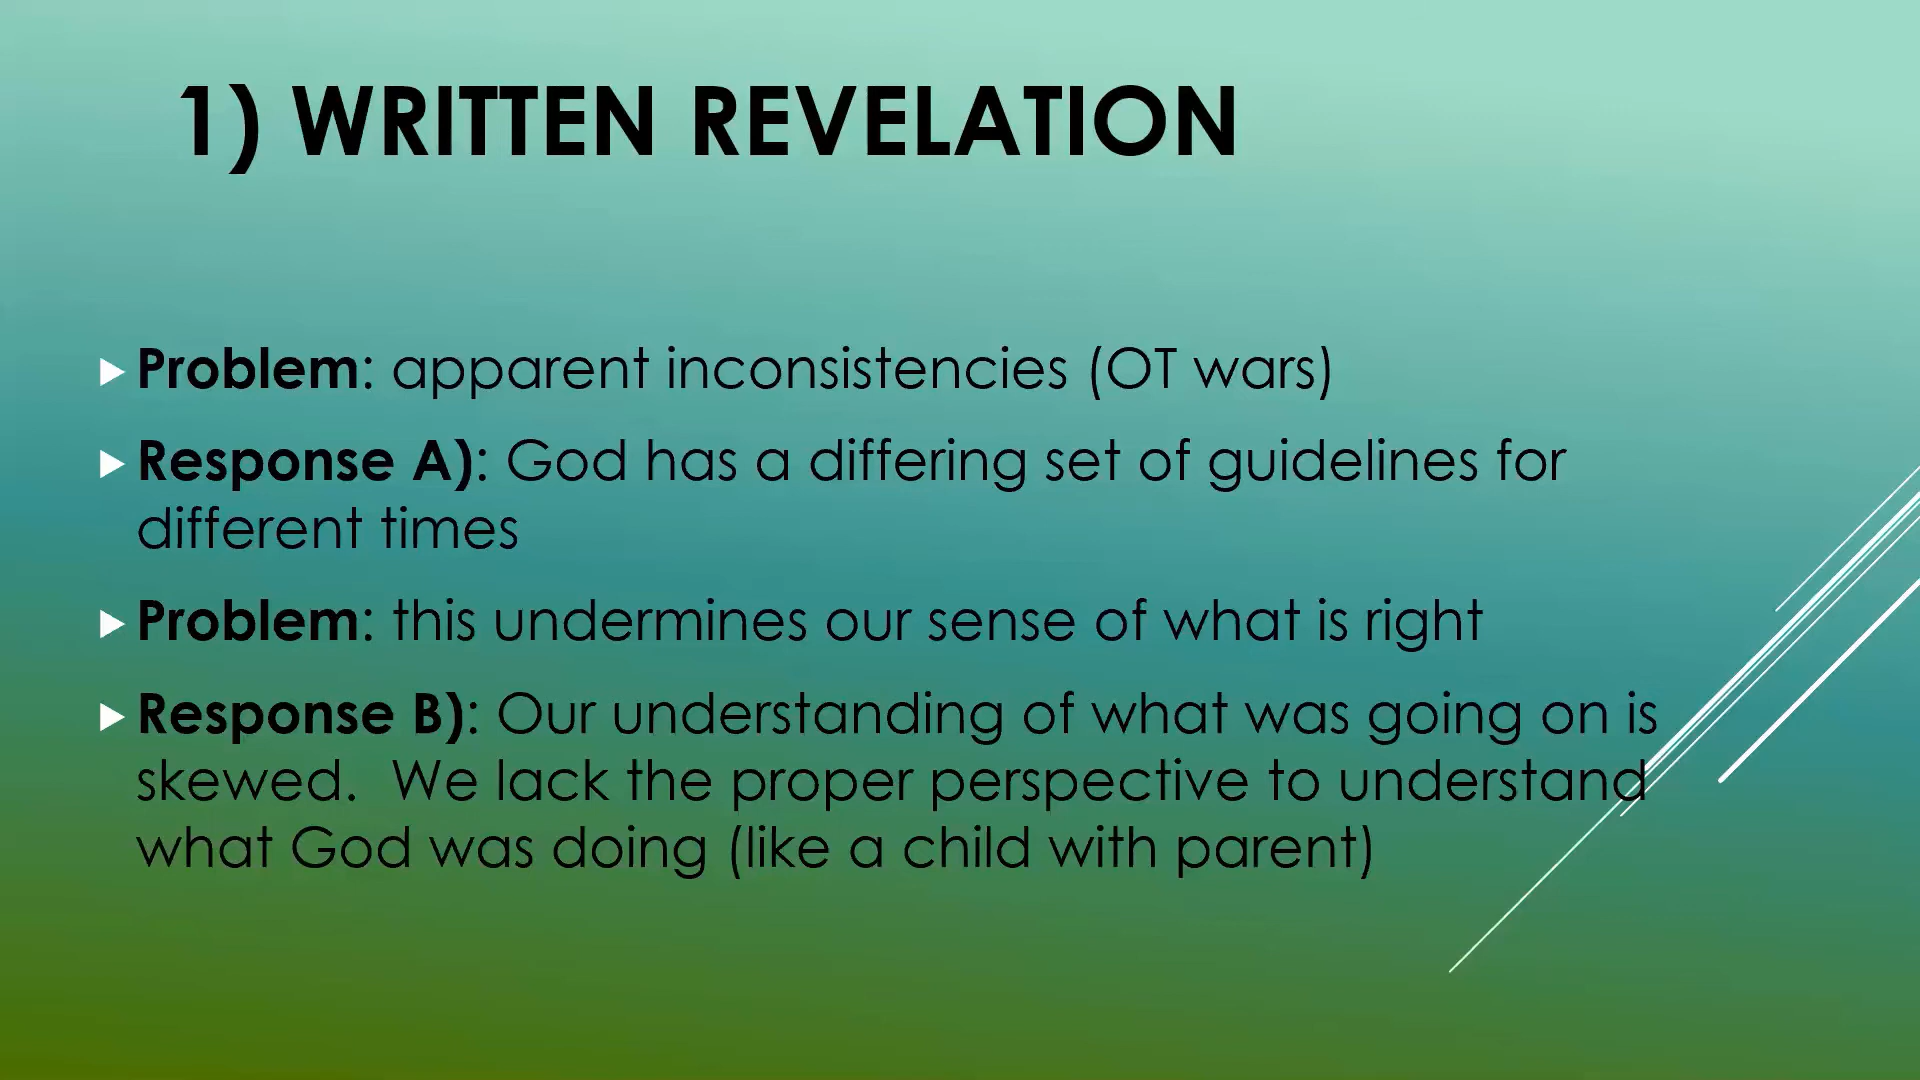 1) WRITTEN REVELATION
Problem: apparent inconsistencies (OT wars)
Response A): God has a differing set of guidelines for
different times
Problem: this undermines our sense of what is right
Response B): Our understanding of what was going on is
skewed.  We lack the proper perspective to understand
what God was doing (like a child with parent)